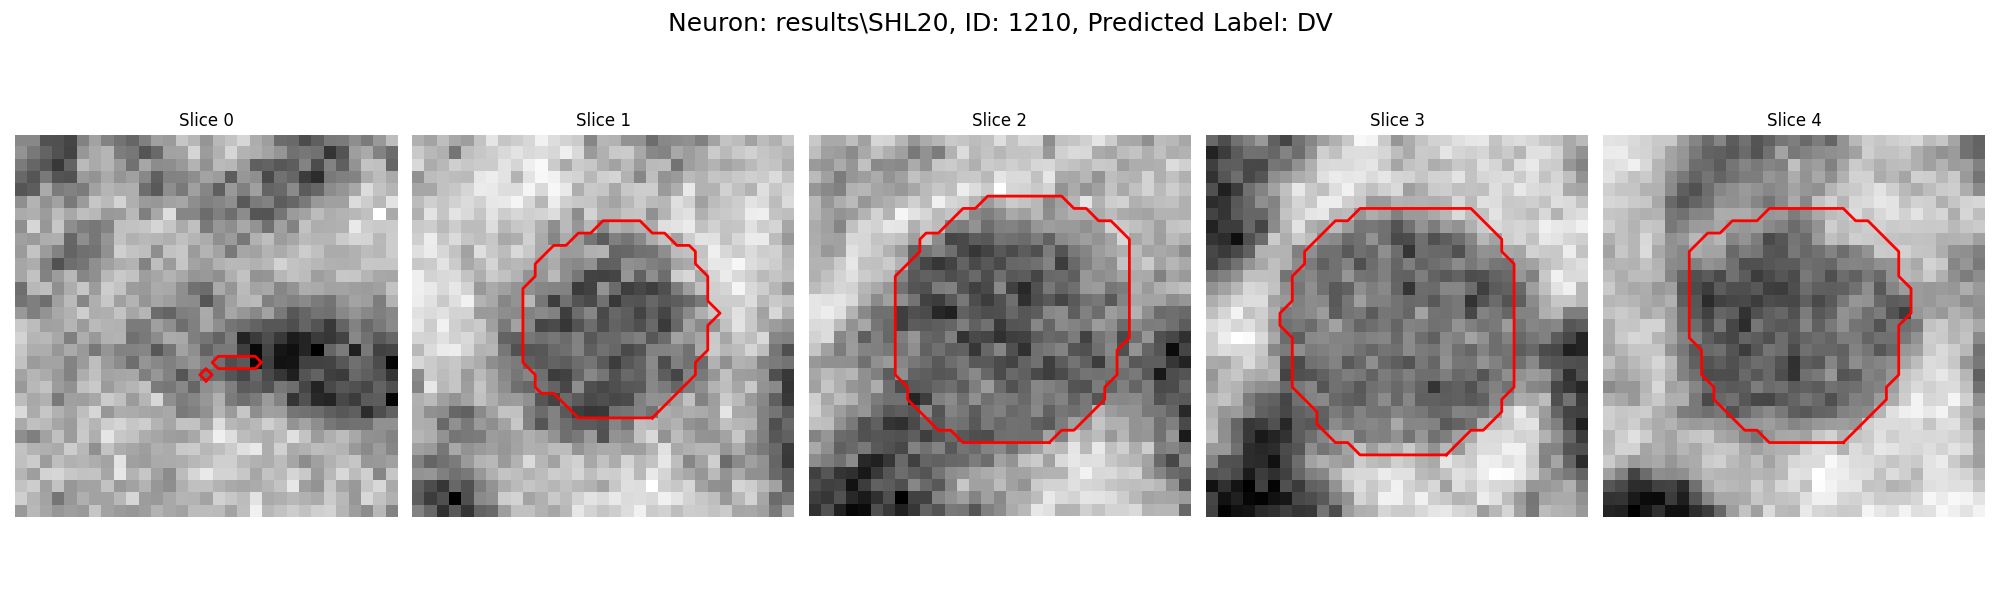 Neuron: results\SHL20, ID: 1210, Predicted Label: DV
Slice 0
Slice 1
Slice 2
Slice 3
Slice 4